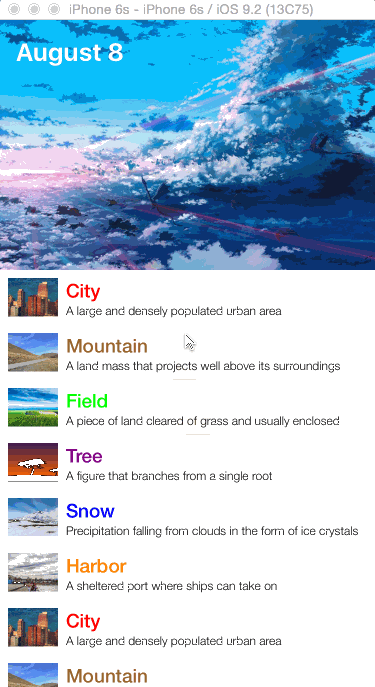 iPhone 6s - iPhone 6s / iOS 9.2 (13C75)
August 8
City
A large and densely populated urban area
Mountain
A land mass that projects well above its surroundings
Field
A piece of land cleared of grass and usually enclosed
Tree
A figure that branches from a single root
Snow
Precipitation falling from clouds in the form of ice crystals
Harbor
A sheltered port where ships can take on
City
A large and densely populated urban area
Mountain